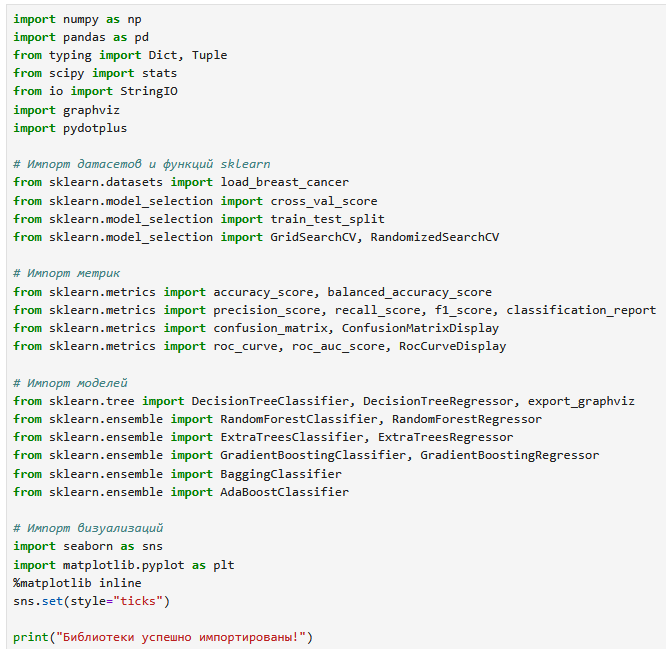 import numpy as np
import pandas as pd
from typing import Dict, Tuple
from scipy import stats
from io import StringIO
import graphviz
import pydotplus
# Импорт датасетов и функций sklearn
from sklearn.datasets import load_breast_cancer
from sklearn.model_selection import cross_val_score
from sklearn.model_selection import train_test_split
from sklearn.model_selection import GridSearchCV, RandomizedSearchCV
# Импорт метрик
from sklearn.metrics import accuracy_score, balanced_accuracy_score
from sklearn.metrics import precision_score, recall_score, f1_score, classification_report
from sklearn.metrics import confusion_matrix, ConfusionMatrixDisplay
from sklearn.metrics import roc_curve, roc_auc_score, RocCurveDisplay
# Импорт моделей
from sklearn.tree import DecisionTreeClassifier, DecisionTreeRegressor, export_graphviz
from sklearn.ensemble import RandomForestClassifier, RandomForestRegressor
from sklearn.ensemble import ExtraTreesClassifier, ExtraTreesRegressor
from sklearn.ensemble import GradientBoostingClassifier, GradientBoostingRegressor
from sklearn.ensemble import BaggingClassifier
from sklearn.ensemble import AdaBoostClassifier
# Импорт визуализаций
import seaborn as sns
import matplotlib.pyplot as plt
%matplotlib inline
sns.set(style="ticks")
print("Библиотеки успешно импортированы!")